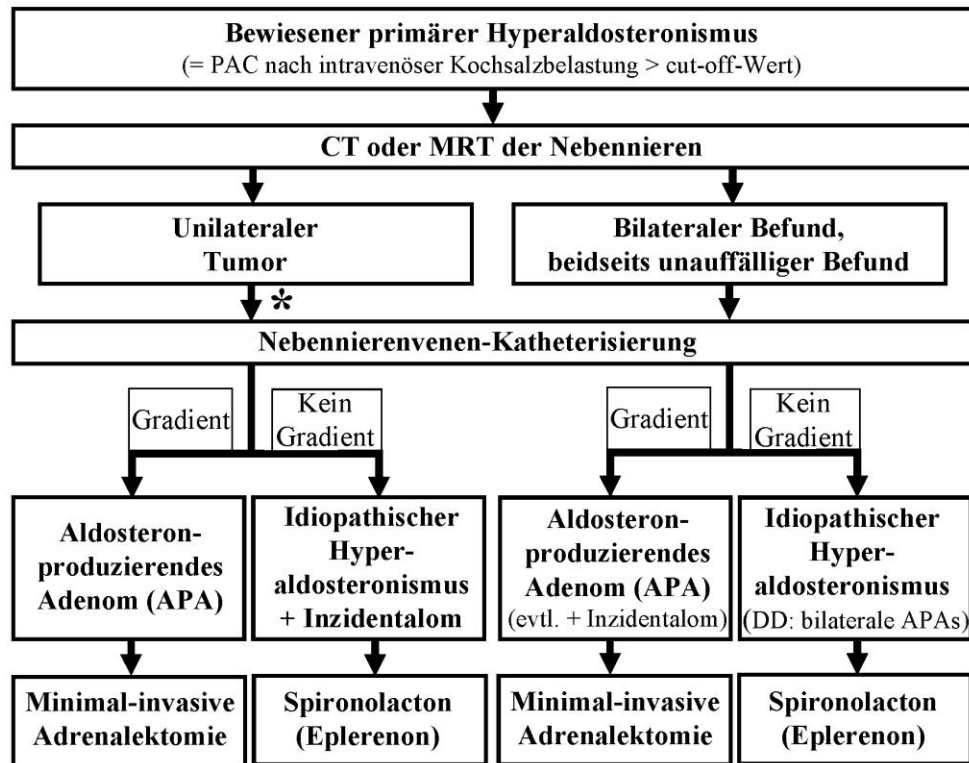 Bewiesener primärer Hyperaldosteronismus
(= PAC nach intravenöser Kochsalzbelastung > cut-off-Wert)
CT oder MRT der Nebennieren
Unilateraler
Tumor
Bilateraler Befund,
beidseits unauffälliger Befund
*
Nebennierenvenen-Katheterisierung
Gradient
Kein
Gradient
Gradient
Kein
Gradient
Aldosteron-
produzierendes
Adenom (APA)
Idiopathischer
Hyper-
aldosteronismus
+ Inzidentalom
Aldosteron-
produzierendes
Adenom (APA)
(evtl. + Inzidentalom)
Idiopathischer
Hyper-
aldosteronismus
(DD: bilaterale APAs)
Minimal-invasive
Adrenalektomie
Spironolacton
(Eplerenon)
Minimal-invasive
Adrenalektomie
Spironolacton
(Eplerenon)